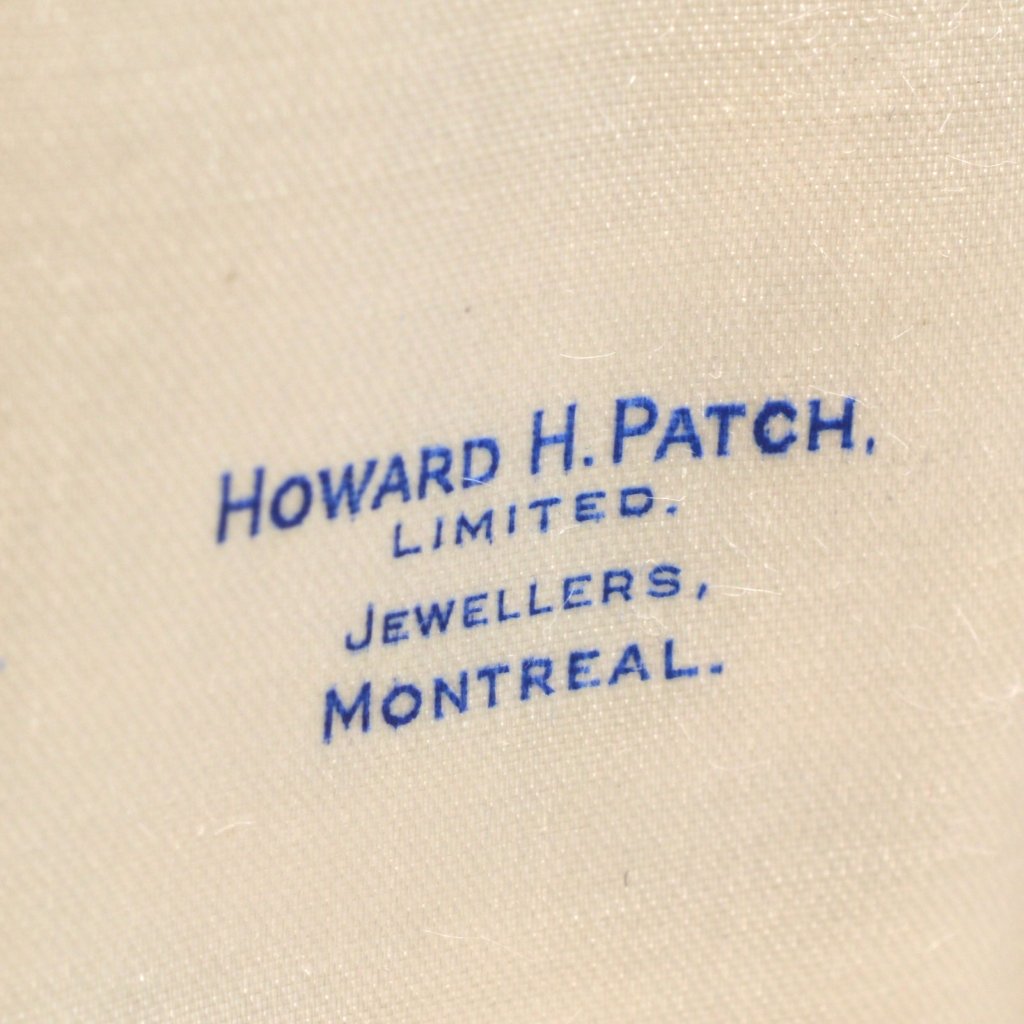 HOWARD H. PATCH,
LIMITED.
JEWELLERS,
MONTREAL.